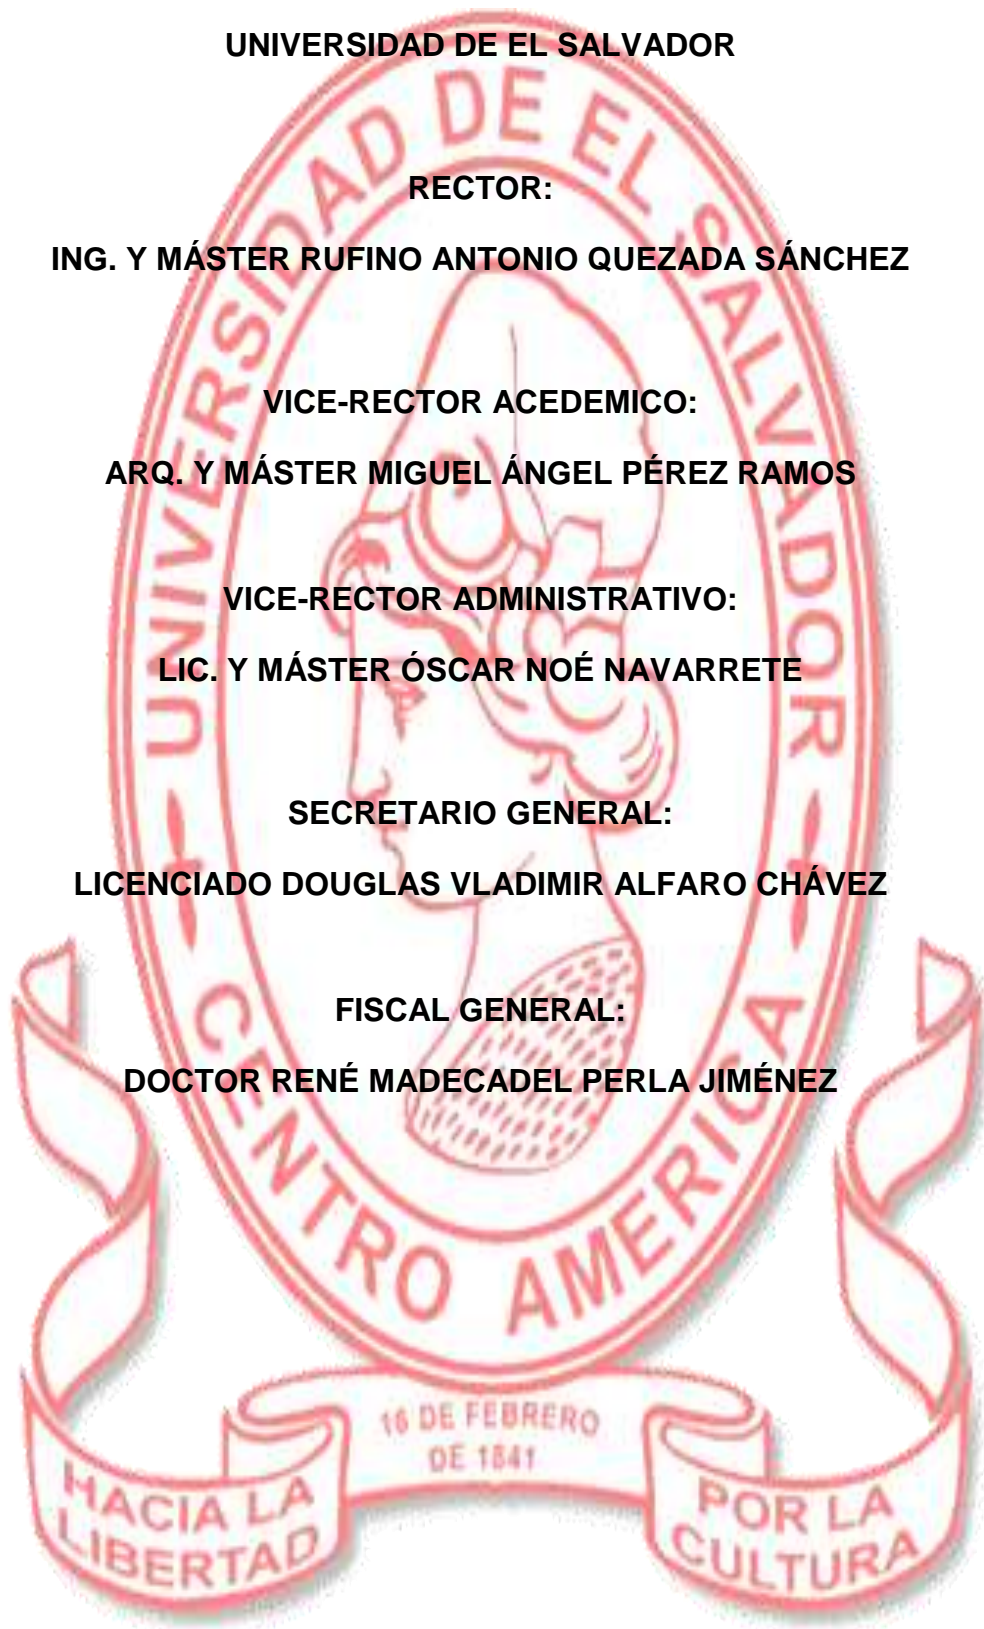 UNIVERSIDAD DE EL SALVADOR
RECTOR:
ING. Y MÁSTER RUFINO ANTONIO QUEZADA SÁNCHEZ
VICE-RECTOR ACEDEMICO:
ARQ. Y MÁSTER MIGUEL ÁNGEL PÉREZ RAMOS
VICE-RECTOR ADMINISTRATIVO:
LIC. Y MÁSTER ÓSCAR NOÉ NAVARRETE
SECRETARIO GENERAL:
LICENCIADO DOUGLAS VLADIMIR ALFARO CHÁVEZ
FISCAL GENERAL:
DOCTOR RENÉ MADECADEL PERLA JIMÉNEZ
UNIVERSIDAD DE EL SALVADOR
CENTRO AMERICA
16 DE FEBRERO
DE 1841
HACIA LA
LIBERTAD
POR LA
CULTURA